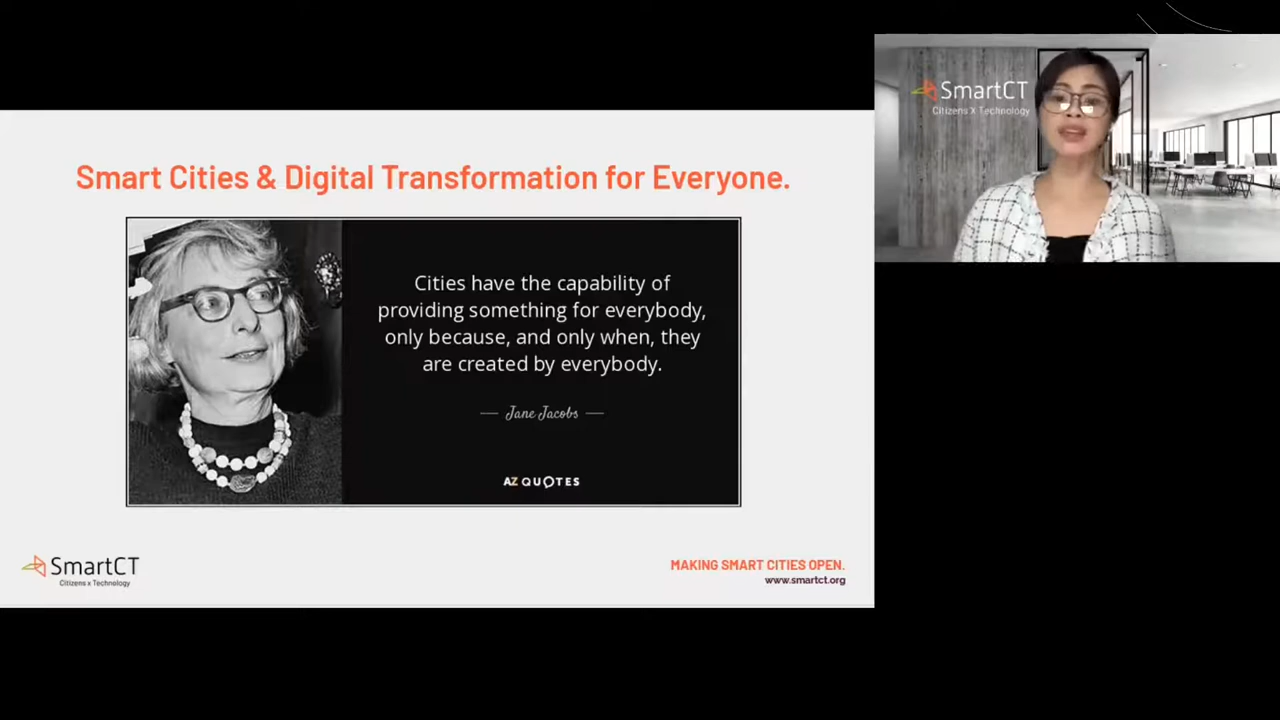 Smart Cities & Digital Transformation for Everyone.
Cities have the capability of
providing something for everybody,
only because, and only when, they
are created by everybody.
Jane Jacobs
AZ QUOTES
SmartCT
Citizens x Technology
MAKING SMART CITIES OPEN.
www.smartct.org
SmartCT
Citizens X Technology